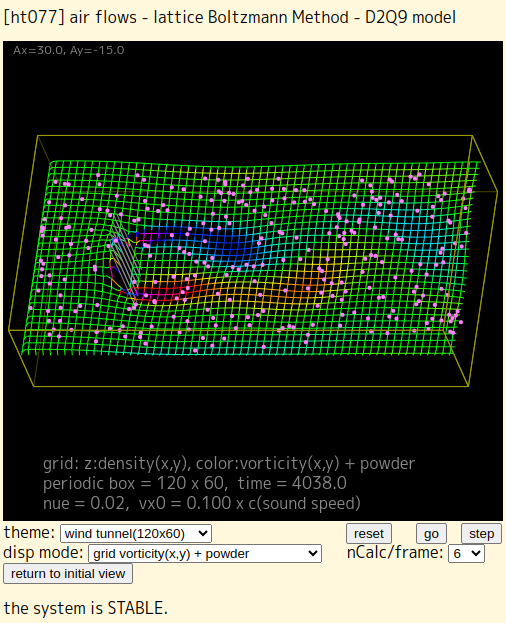 [ht077] air flows - lattice Boltzmann Method - D2Q9 model
Ax=30.0, Ay=-15.0
grid: z:density(x,y), color:vorticity(x,y) + powder
periodic box = 120 x 60,  time = 4038.0
nue = 0.02,  vx0 = 0.100 x c(sound speed)
theme: wind tunnel(120x60) reset go step
disp mode: grid vorticity(x,y) + powder nCalc/frame: 6
return to initial view
the system is STABLE.